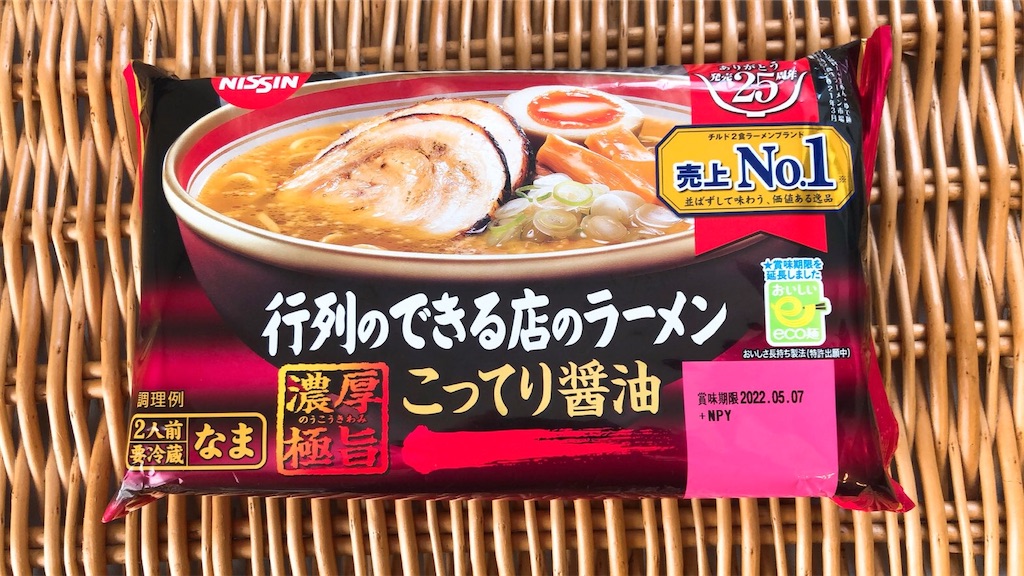 NISSIN
ありがとう
発売25周年
チルド2食ラーメンブランド
売上No.1※
並ばずして味わう、価値ある逸品
★賞味期限を
延長しました
おいしい
eco麺
おいしさ長持ち製法(特許出願中)
行列のできる店のラーメン
こってり醤油
濃厚
のうこうきわみ
極旨
調理例
2人前
要冷蔵
なま
賞味期限 2022.05.07
+NPY